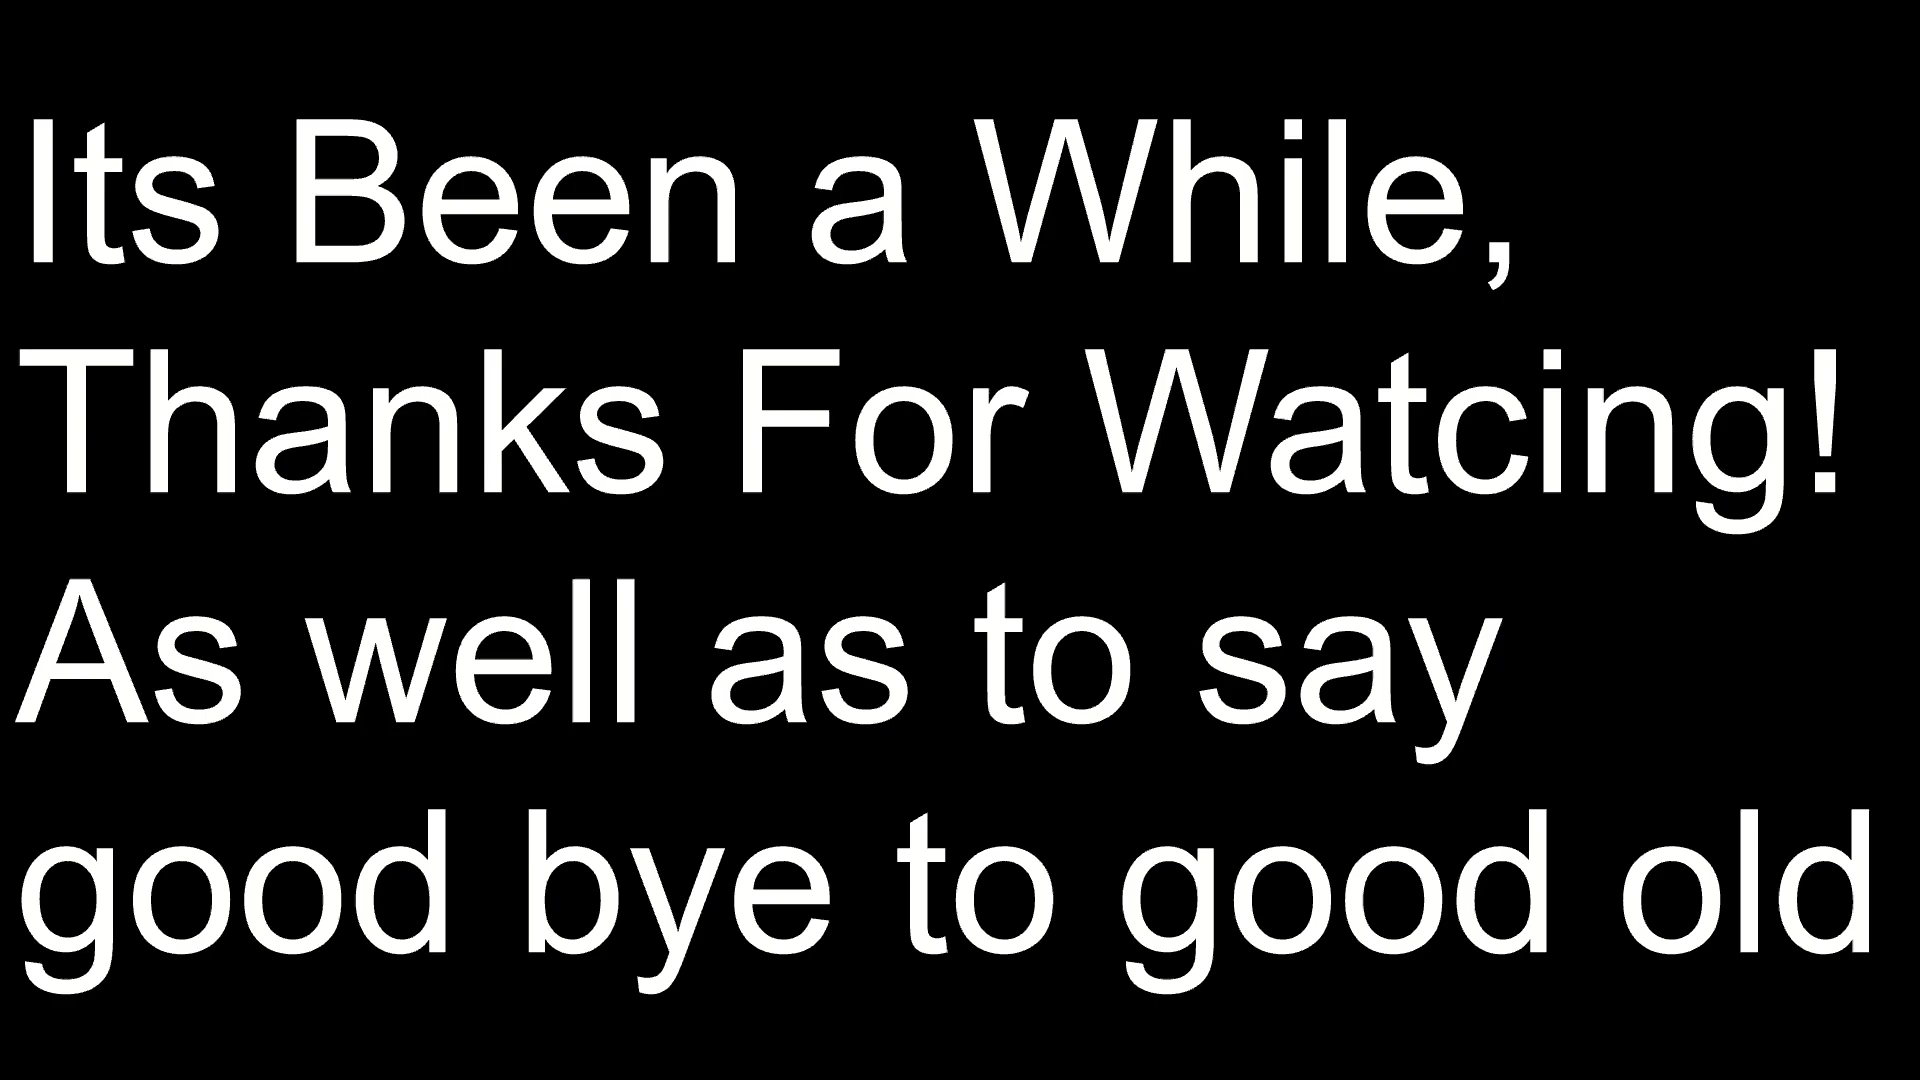 Its Been a While,
Thanks For Watcing!
As well as to say
good bye to good old